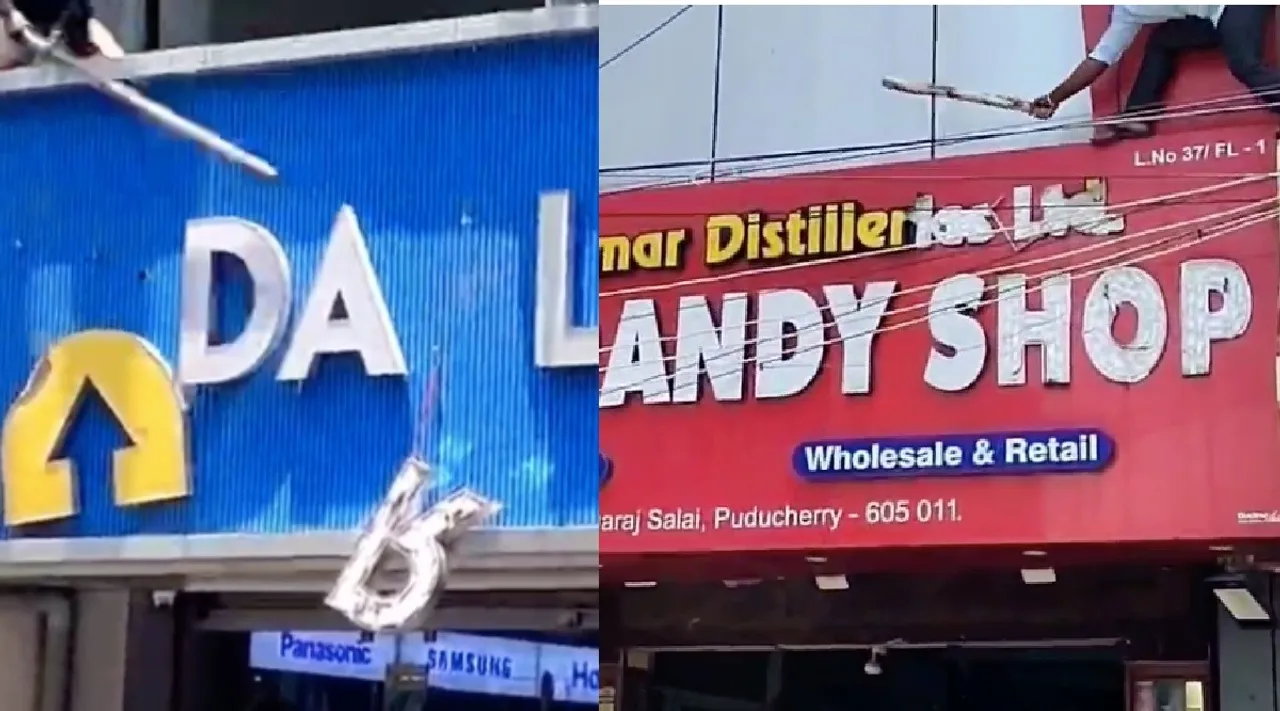 DA L
Panasonic
SAMSUNG
Ho
L.No 37/ FL - 1
mar Distilleries Ltd.
ANDY SHOP
Wholesale & Retail
araj Salai, Puducherry - 605 011.